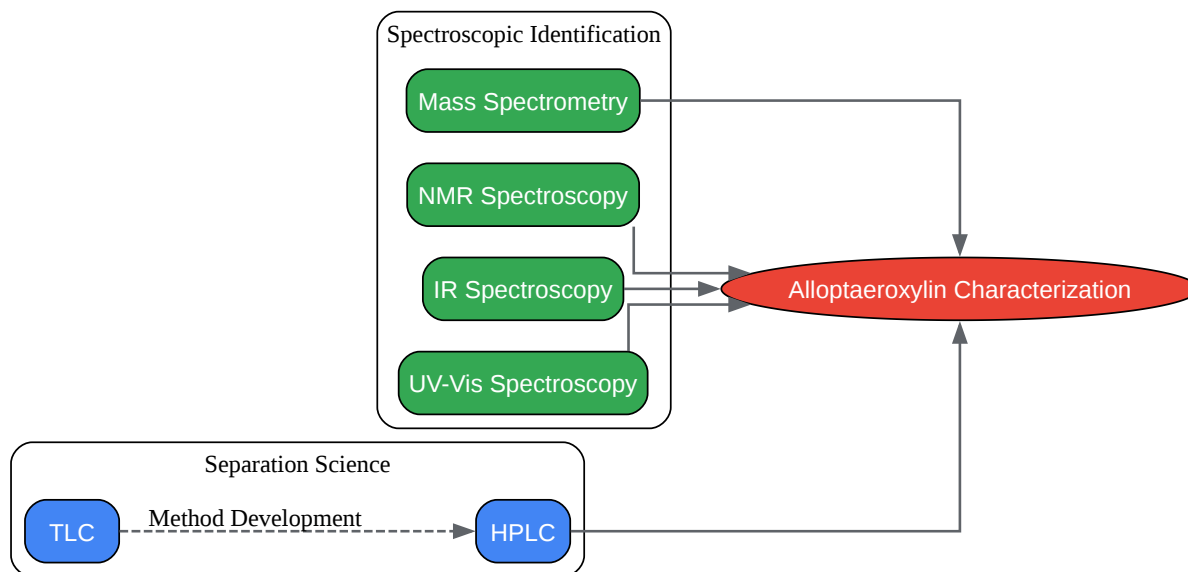 Spectroscopic Identification
Mass Spectrometry
NMR Spectroscopy
IR Spectroscopy
Alloptaeroxylin Characterization
UV-Vis Spectroscopy
Separation Science
TLC
Method Development
HPLC